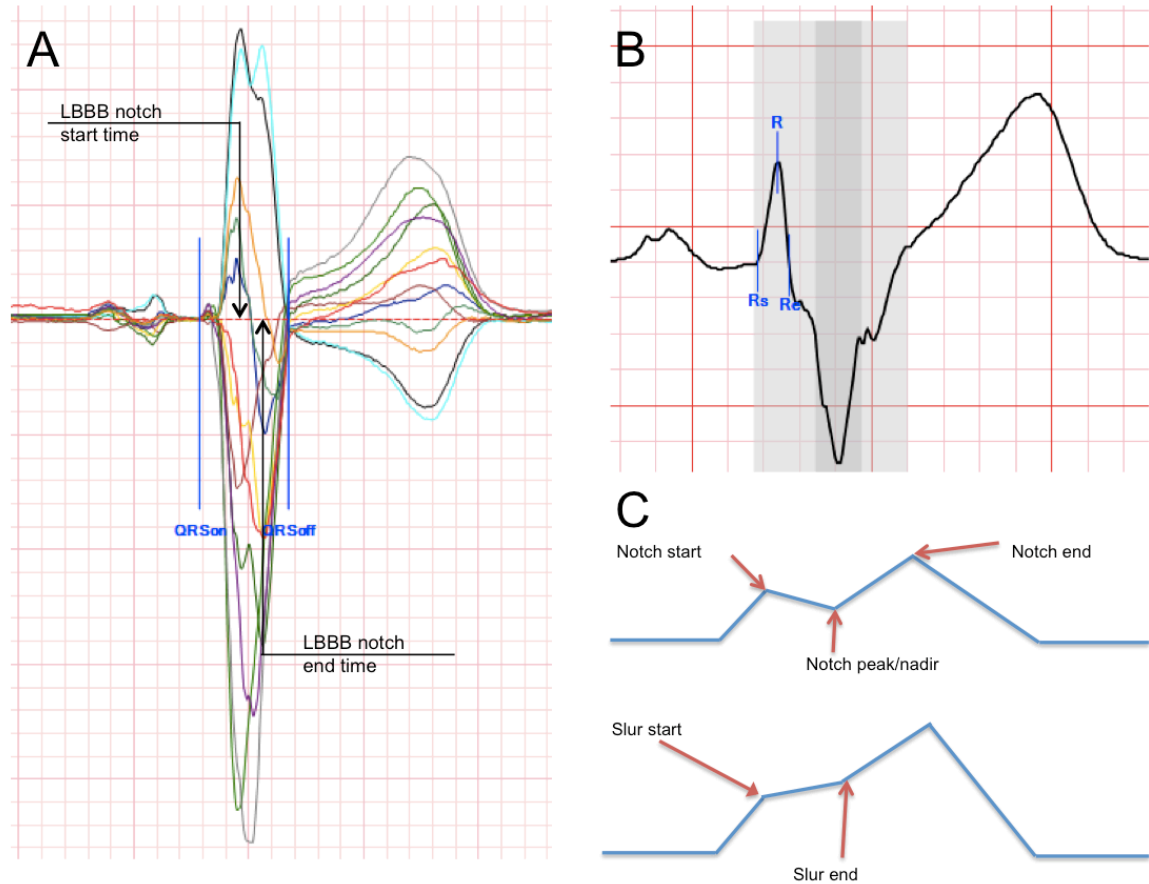 A
LBBB notch
start time
QRSon
QRSoff
LBBB notch
end time
B
R
Rs
Re
C
Notch start
Notch end
Notch peak/nadir
Slur start
Slur end